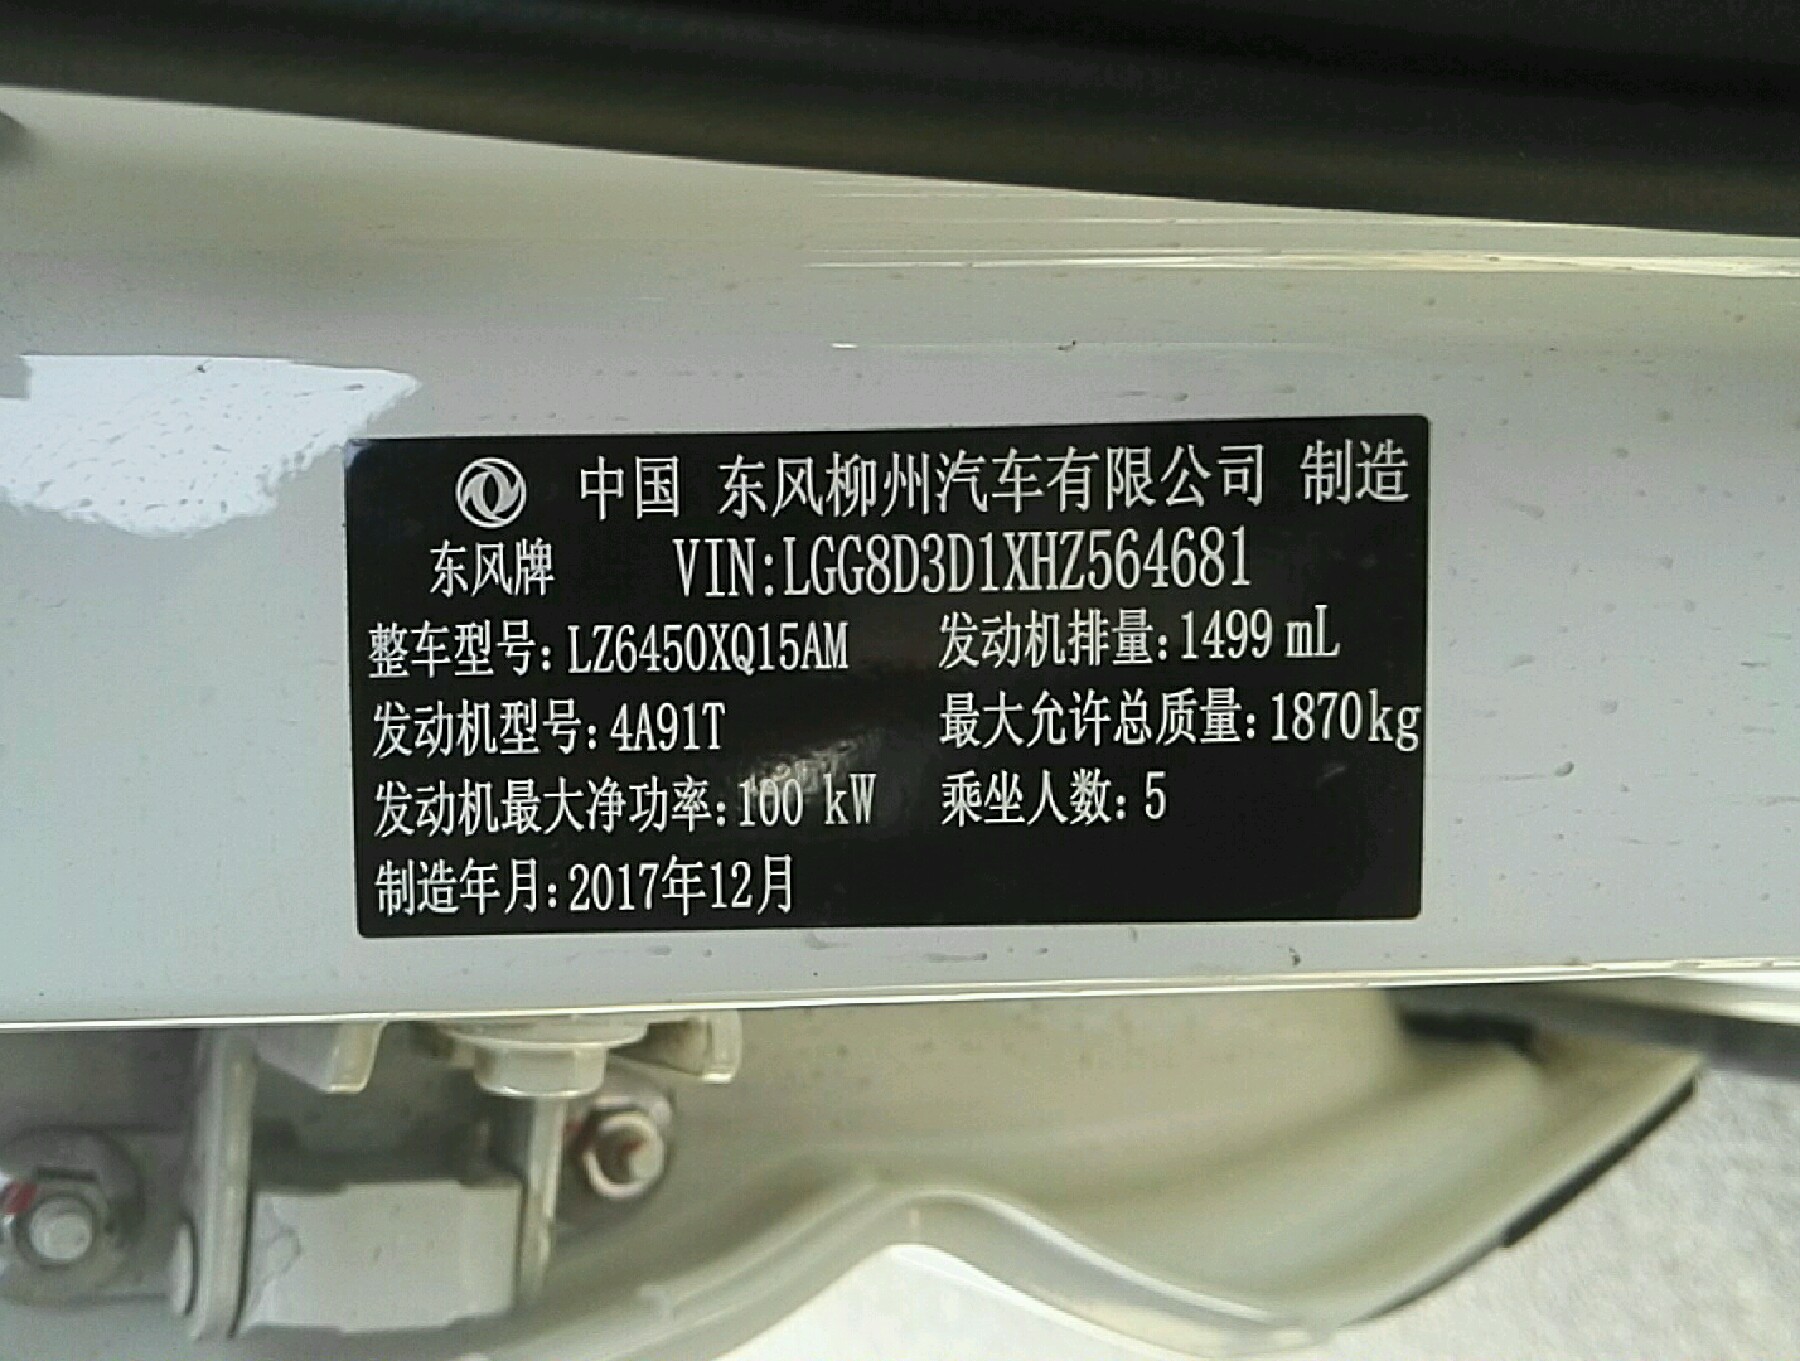 中国 东风柳州汽车有限公司 制造
东风牌 VIN:LGG8D3D1XHZ564681
整车型号:LZ6450XQ15AM 发动机排量:1499 mL
发动机型号:4A91T 最大允许总质量:1870kg
发动机最大净功率:100 kW 乘坐人数:5
制造年月:2017年12月